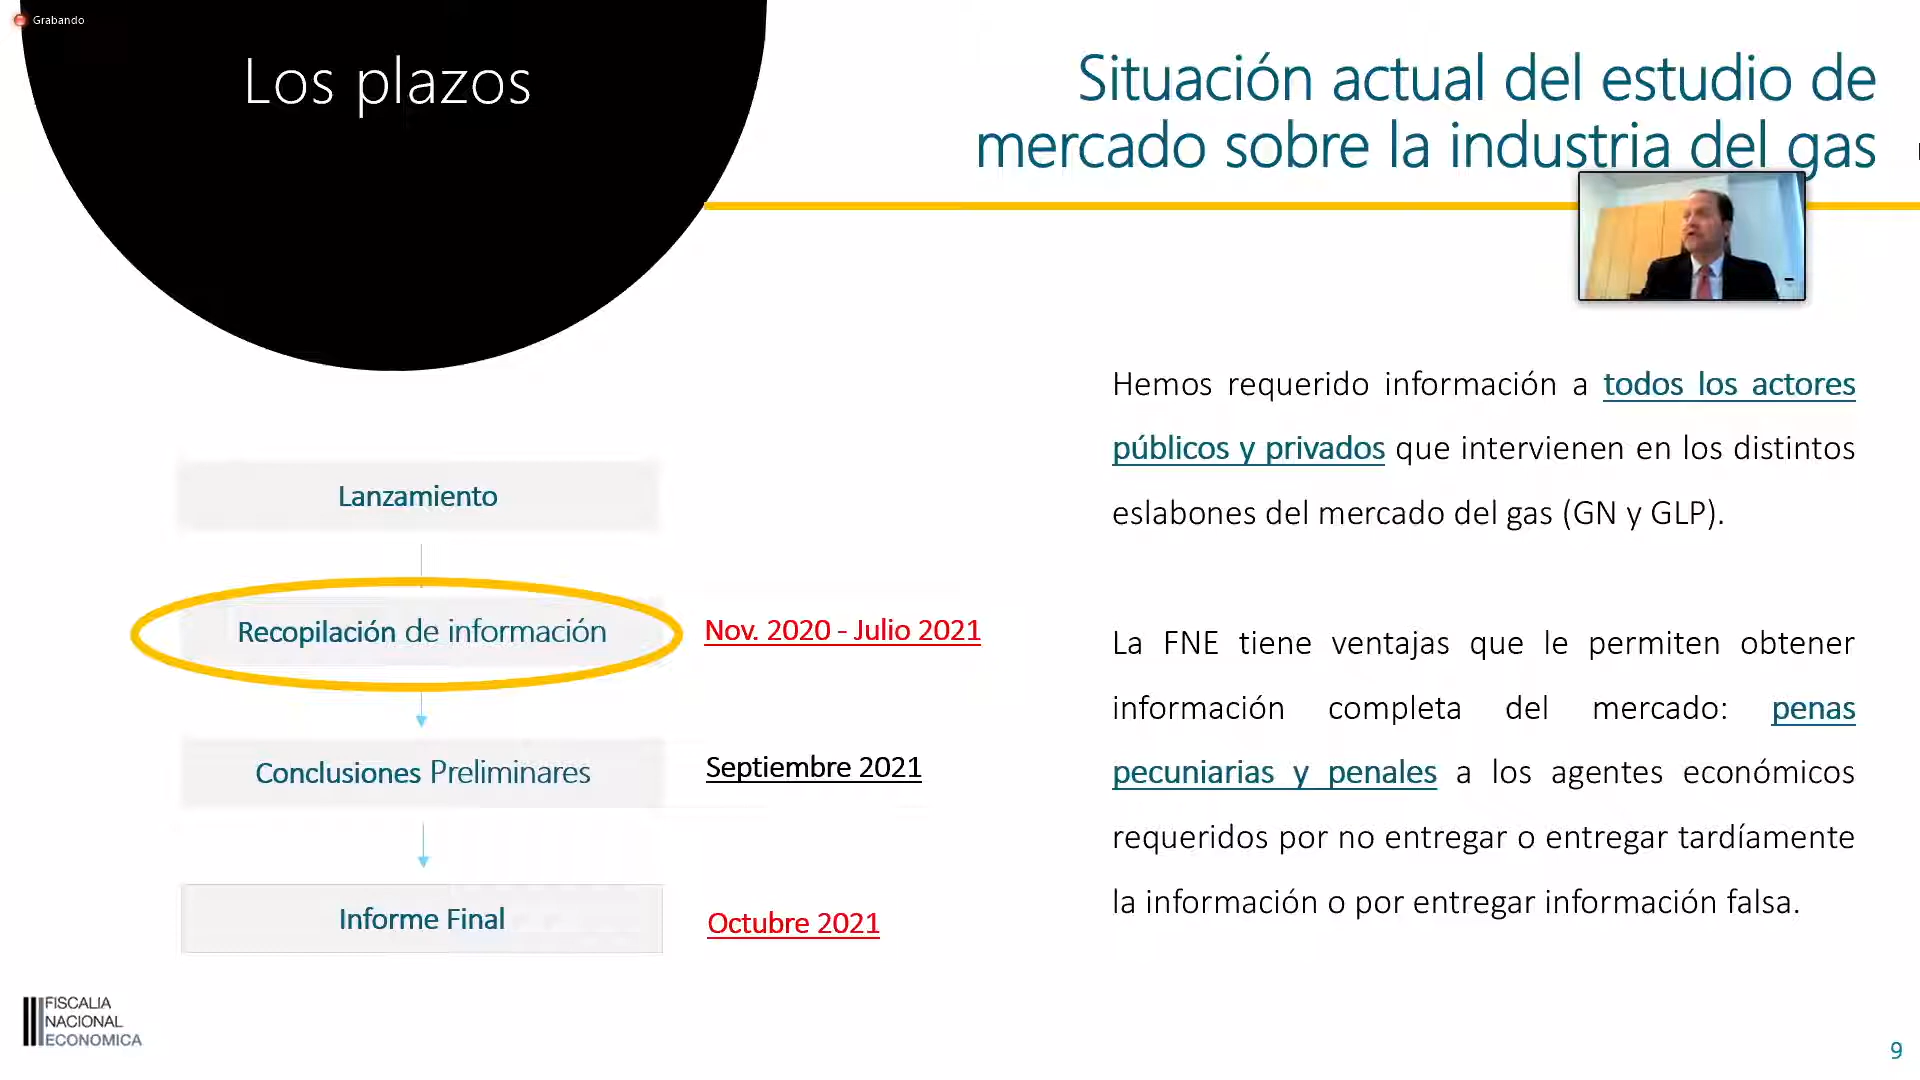 Grabando
Los plazos
Situación actual del estudio de
mercado sobre la industria del gas
Lanzamiento
Recopilación de información
Nov. 2020 - Julio 2021
Conclusiones Preliminares
Septiembre 2021
Informe Final
Octubre 2021
Hemos requerido información a todos los actores
públicos y privados que intervienen en los distintos
eslabones del mercado del gas (GN y GLP).
La FNE tiene ventajas que le permiten obtener
información completa del mercado: penas
pecuniarias y penales a los agentes económicos
requeridos por no entregar o entregar tardíamente
la información o por entregar información falsa.
FISCALIA
NACIONAL
ECONOMICA
9